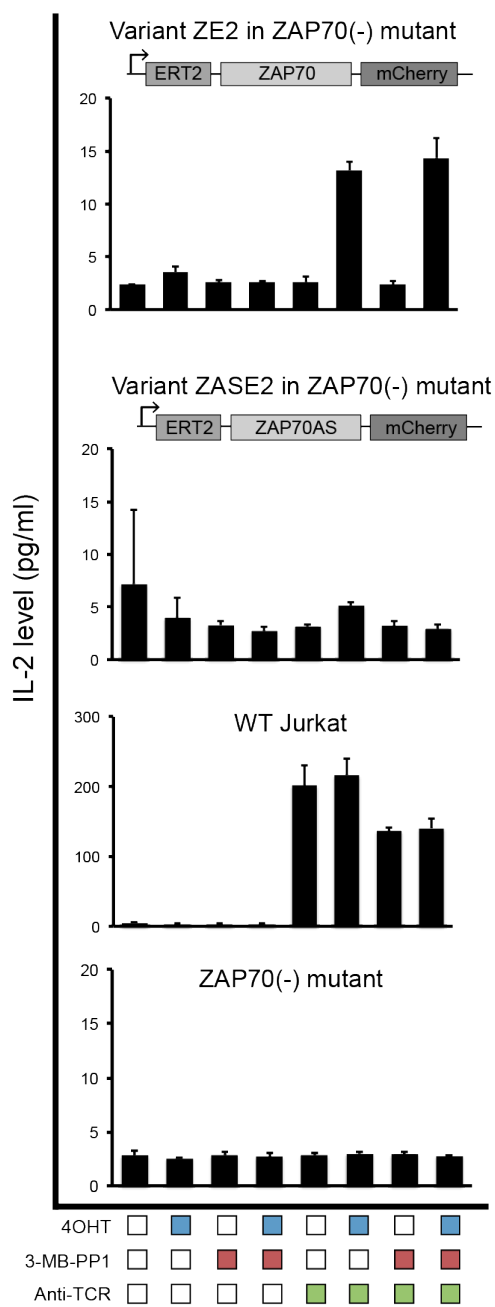 Variant ZE2 in ZAP70(-) mutant
ERT2 ZAP70 mCherry
20
15
10
5
0
Variant ZASE2 in ZAP70(-) mutant
ERT2 ZAP70AS mCherry
20
15
10
5
0
IL-2 level (pg/ml)
WT Jurkat
300
200
100
0
ZAP70(-) mutant
20
15
10
5
0
4OHT
3-MB-PP1
Anti-TCR